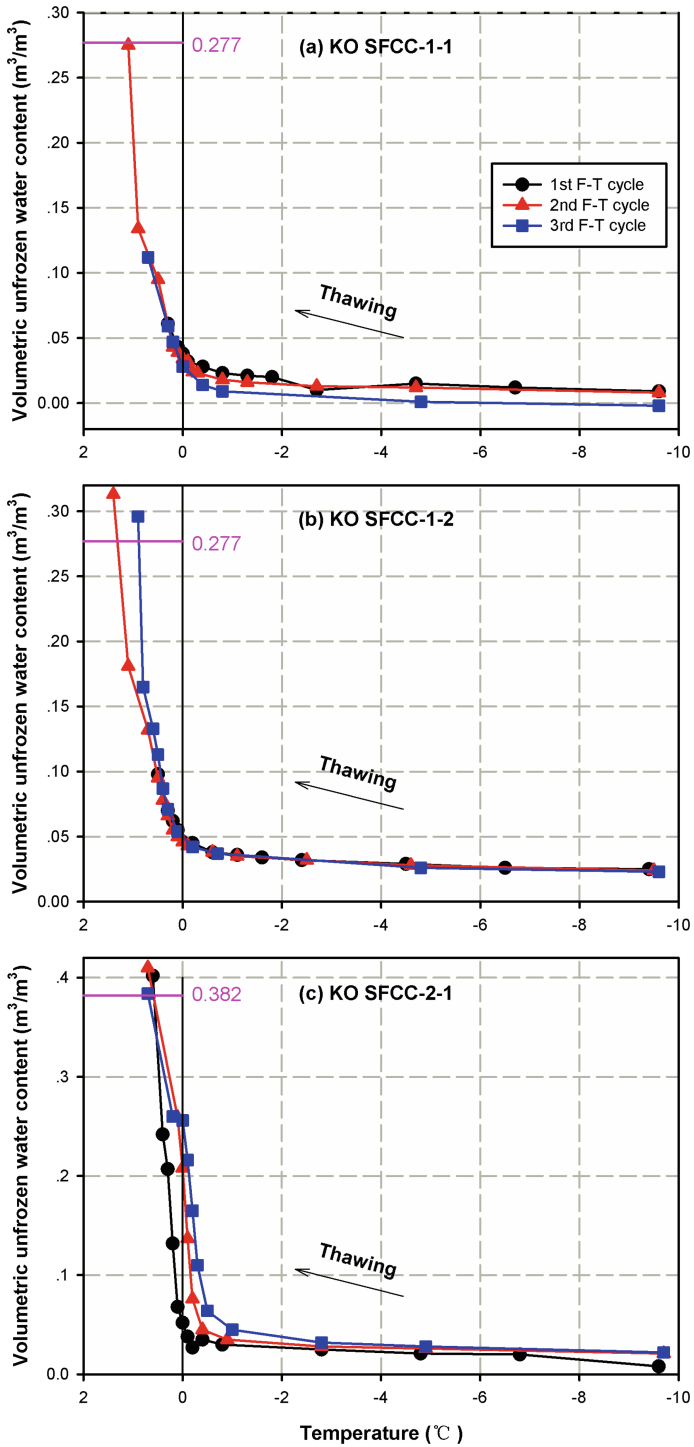 .30
0.277
(a) KO SFCC-1-1
.25
1st F-T cycle
2nd F-T cycle
3rd F-T cycle
.20
.15
.10
Thawing
.05
0.00
Volumetric unfrozen water content (m³/m³)
2 0 -2 -4 -6 -8 -10
.30
(b) KO SFCC-1-2
0.277
.25
.20
.15
.10
Thawing
.05
0.00
Volumetric unfrozen water content (m³/m³)
2 0 -2 -4 -6 -8 -10
.4
0.382
(c) KO SFCC-2-1
.3
.2
Thawing
.1
0.0
Volumetric unfrozen water content (m³/m³)
2 0 -2 -4 -6 -8 -10
Temperature (℃)